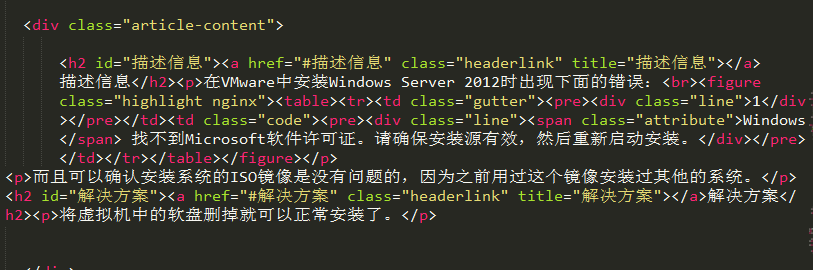 <div class="article-content">
<h2 id="描述信息"><a href="#描述信息" class="headerlink" title="描述信息"></a>
描述信息</h2><p>在VMware中安装Windows Server 2012时出现下面的错误：<br><figure
class="highlight nginx"><table><tr><td class="gutter"><pre><div class="line">1</div
></pre></td><td class="code"><pre><div class="line"><span class="attribute">Windows
</span> 找不到Microsoft软件许可证。请确保安装源有效，然后重新启动安装。</div></pre>
</td></tr></table></figure></p>
<p>而且可以确认安装系统的ISO镜像是没有问题的，因为之前用过这个镜像安装过其他的系统。</p>
<h2 id="解决方案"><a href="#解决方案" class="headerlink" title="解决方案"></a>解决方案</
h2><p>将虚拟机中的软盘删掉就可以正常安装了。</p>
</div>